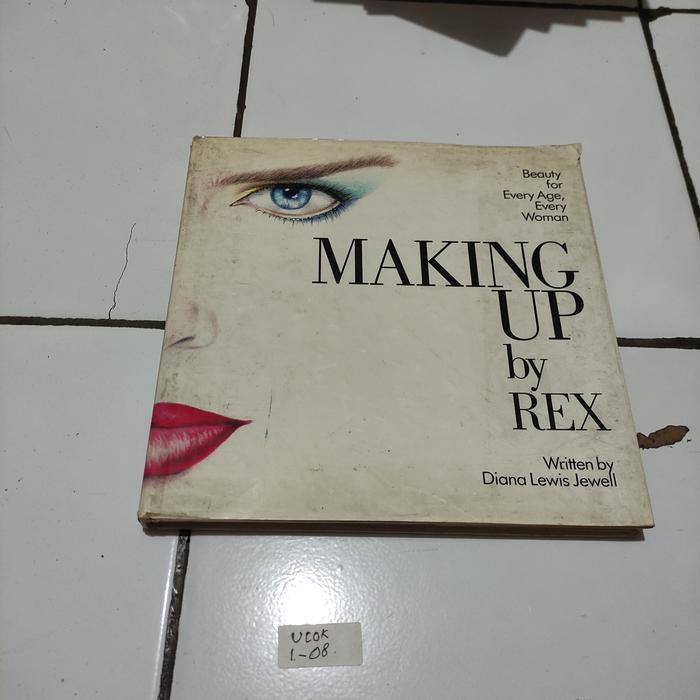 Beauty
for
Every Age,
Every
Woman
MAKING
UP
by
REX
Written by
Diana Lewis Jewell
UCOK
1.-08.